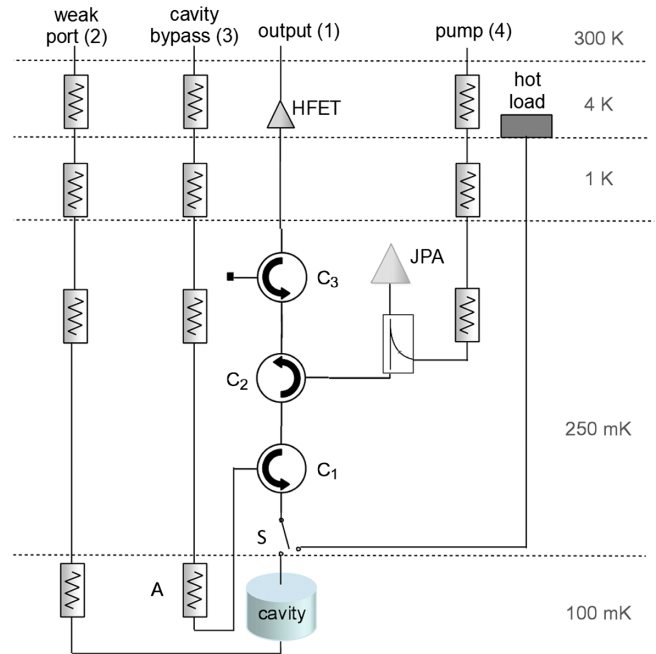 weak
port (2)
cavity
bypass (3)
output (1)
pump (4)
300 K
hot
load
4 K
HFET
1 K
JPA
C₃
C₂
250 mK
C₁
S
A
cavity
100 mK